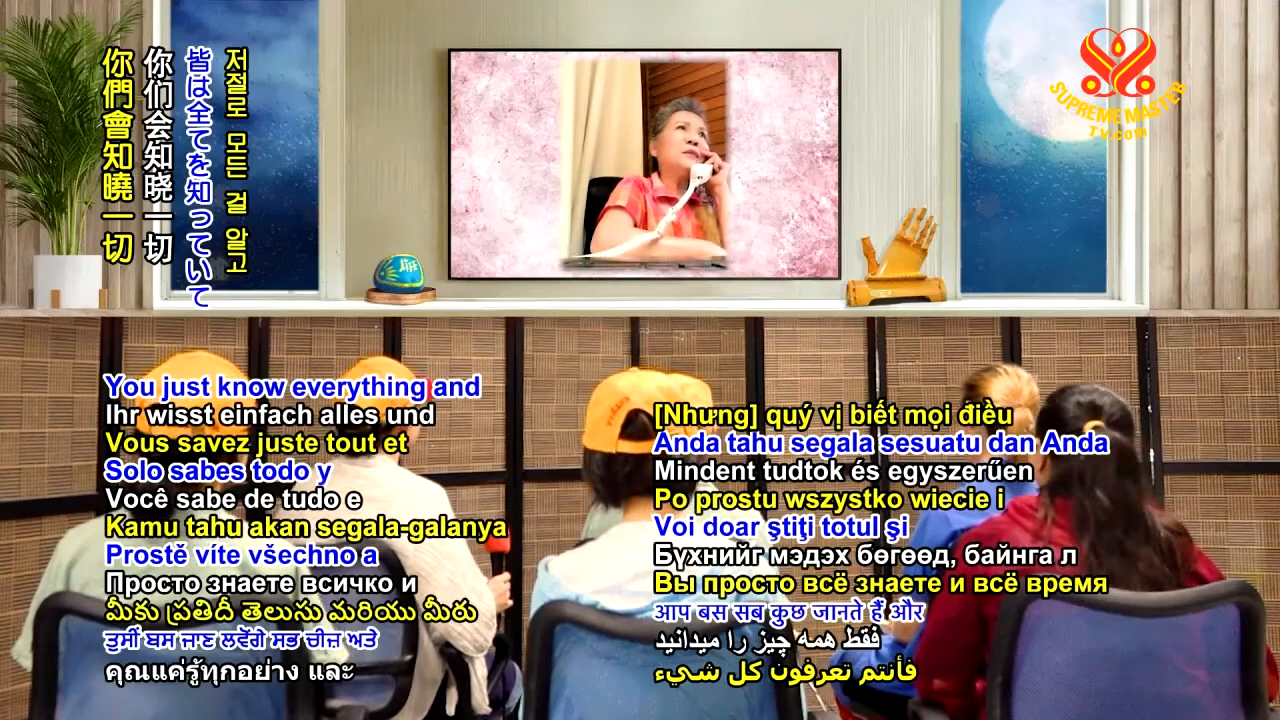 你們會知曉一切
你们会知晓一切
皆は全てを知っていて
저절로 모든 걸 알고
SUPREME MASTER
TV.com
You just know everything and
Ihr wisst einfach alles und
Vous savez juste tout et
Solo sabes todo y
Você sabe de tudo e
Kamu tahu akan segala-galanya
Prostě víte všechno a
Просто знаете всичко и
మీకు ప్రతిదీ తెలుసు మరియు మీరు
ਤੁਸੀਂ ਬਸ ਜਾਣ ਲਵੋਂਗੇ ਸਭ ਚੀਜ਼ ਅਤੇ
คุณแค่รู้ทุกอย่าง และ
[Nhưng] quý vị biết mọi điều
Anda tahu segala sesuatu dan Anda
Mindent tudtok és egyszerűen
Po prostu wszystko wiecie i
Voi doar ştiţi totul şi
Бүхнийг мэдэх бөгөөд, байнга л
Вы просто всё знаете и всё время
आप बस सब कुछ जानते हैं और
فقط همه چیز را میدانید
فأنتم تعرفون كل شيء